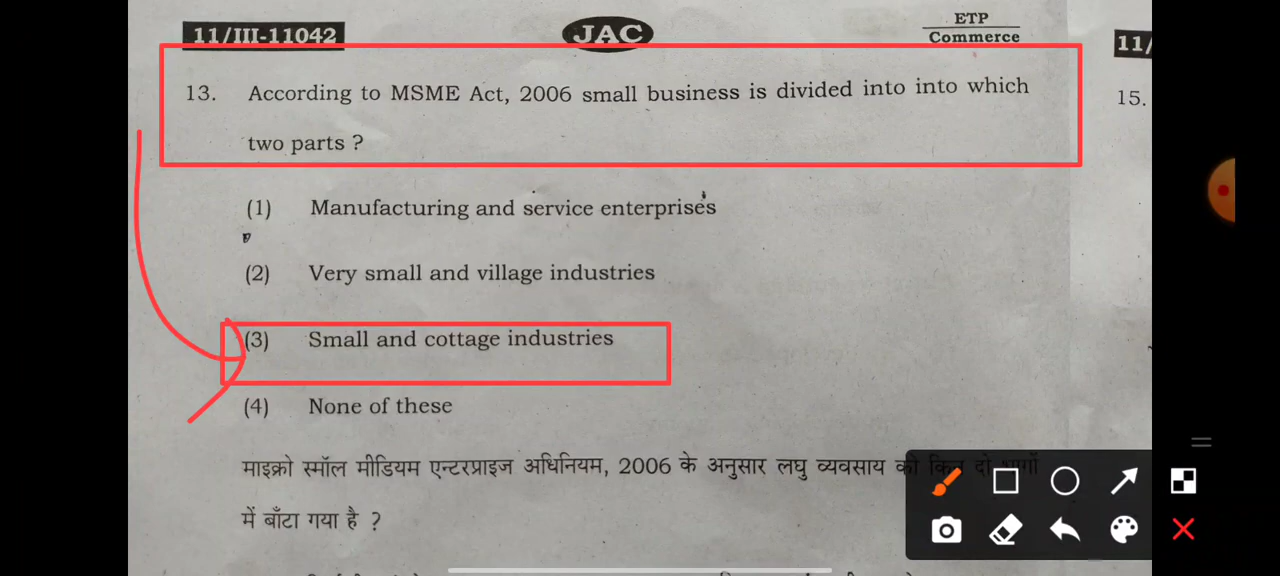 11/III-11042
JAC
ETP
Commerce
11/
13. According to MSME Act, 2006 small business is divided into into which
two parts ?
15.
(1) Manufacturing and service enterprises
(2) Very small and village industries
(3) Small and cottage industries
(4) None of these
माइक्रो स्मॉल मीडियम एन्टरप्राइज अधिनियम, 2006 के अनुसार लघु व्यवसाय को किन दो भागों
में बाँटा गया है ?